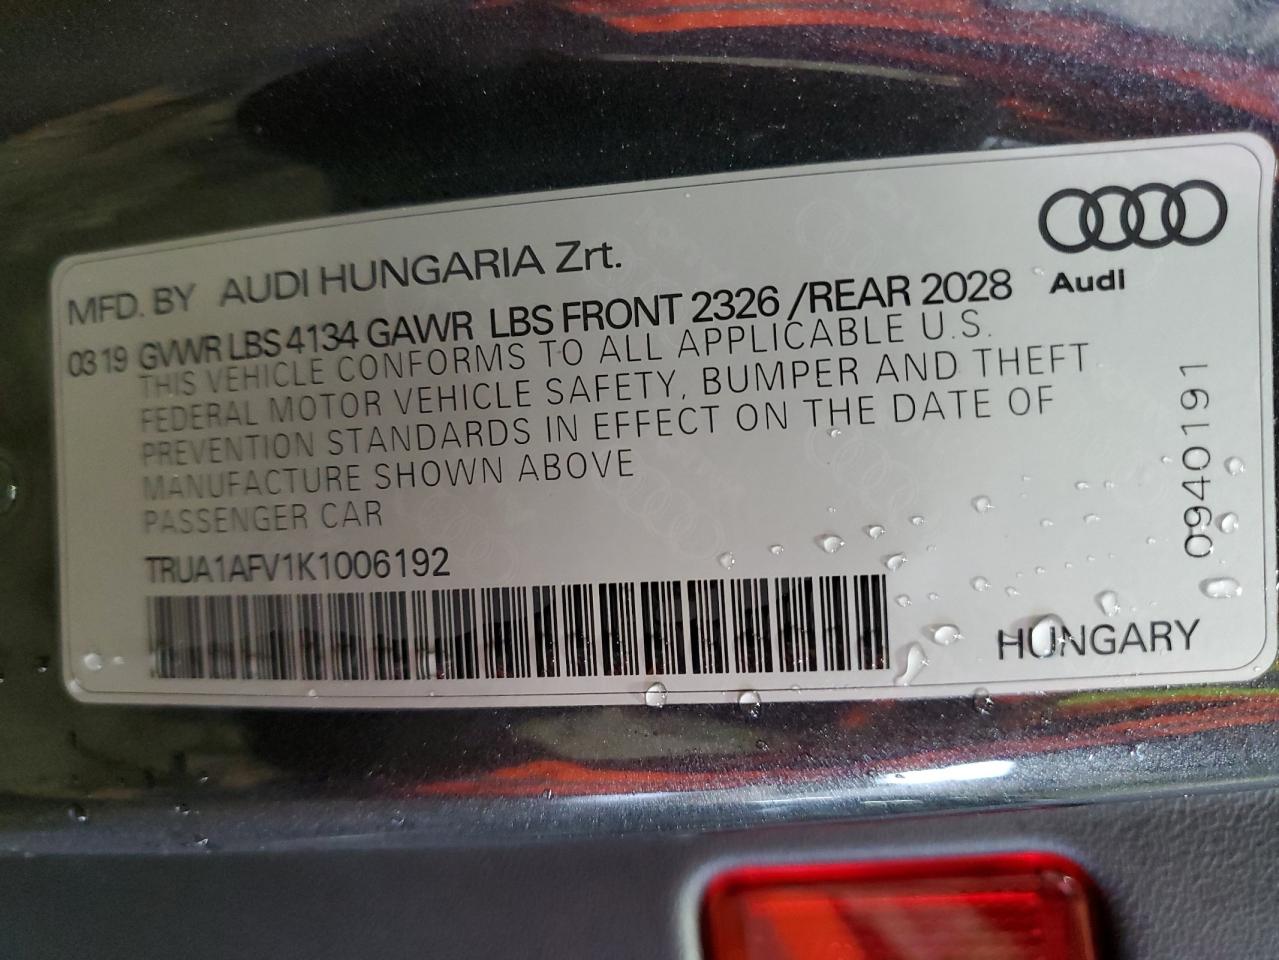 MFD. BY AUDI HUNGARIA Zrt.
Audi
03 19 GVWR LBS 4134 GAWR LBS FRONT 2326 /REAR 2028
THIS VEHICLE CONFORMS TO ALL APPLICABLE U.S.
FEDERAL MOTOR VEHICLE SAFETY, BUMPER AND THEFT
PREVENTION STANDARDS IN EFFECT ON THE DATE OF
MANUFACTURE SHOWN ABOVE
PASSENGER CAR
TRUA1AFV1K1006192
HUNGARY
0940191